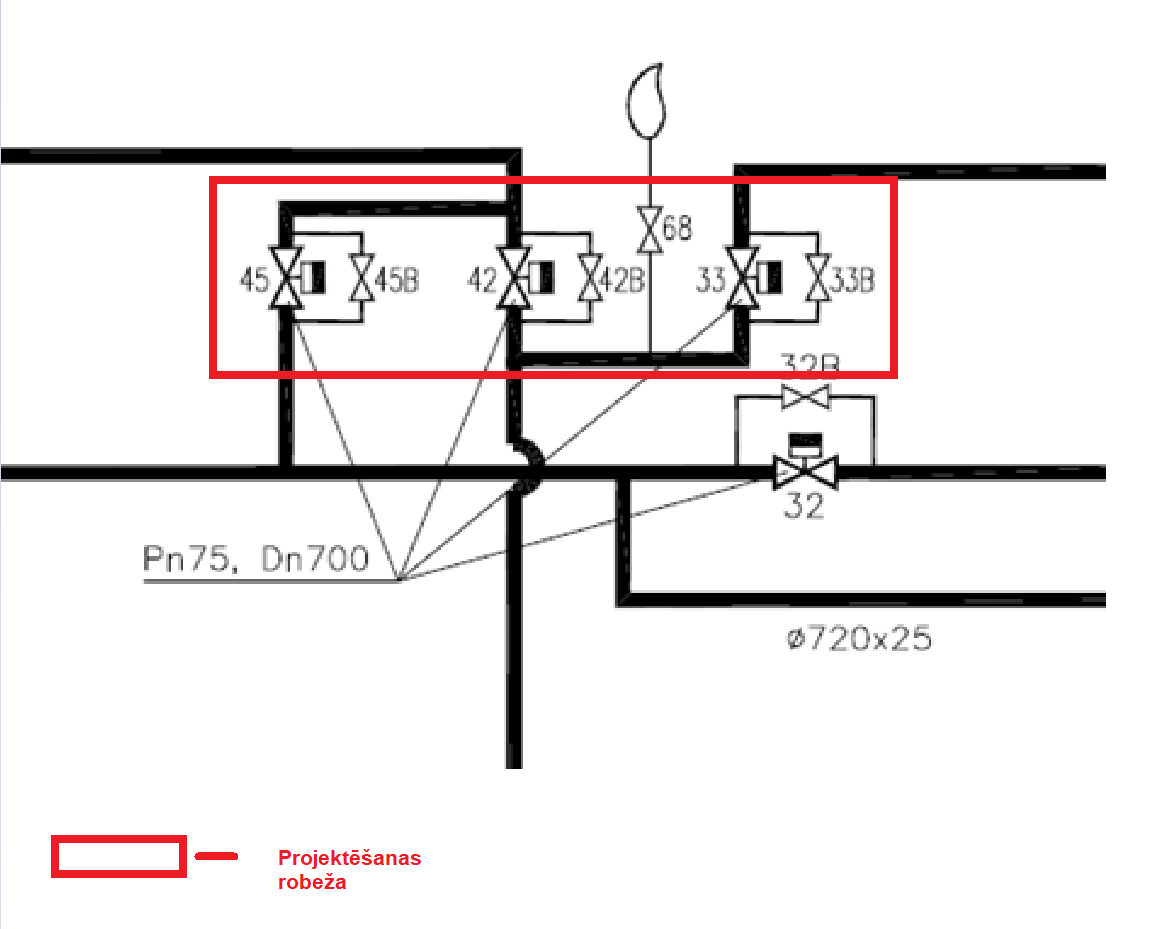 68
45
45B
42
42B
33
33B
32B
32
Pn75, Dn700
ø720x25
Projektēšanas
robeža